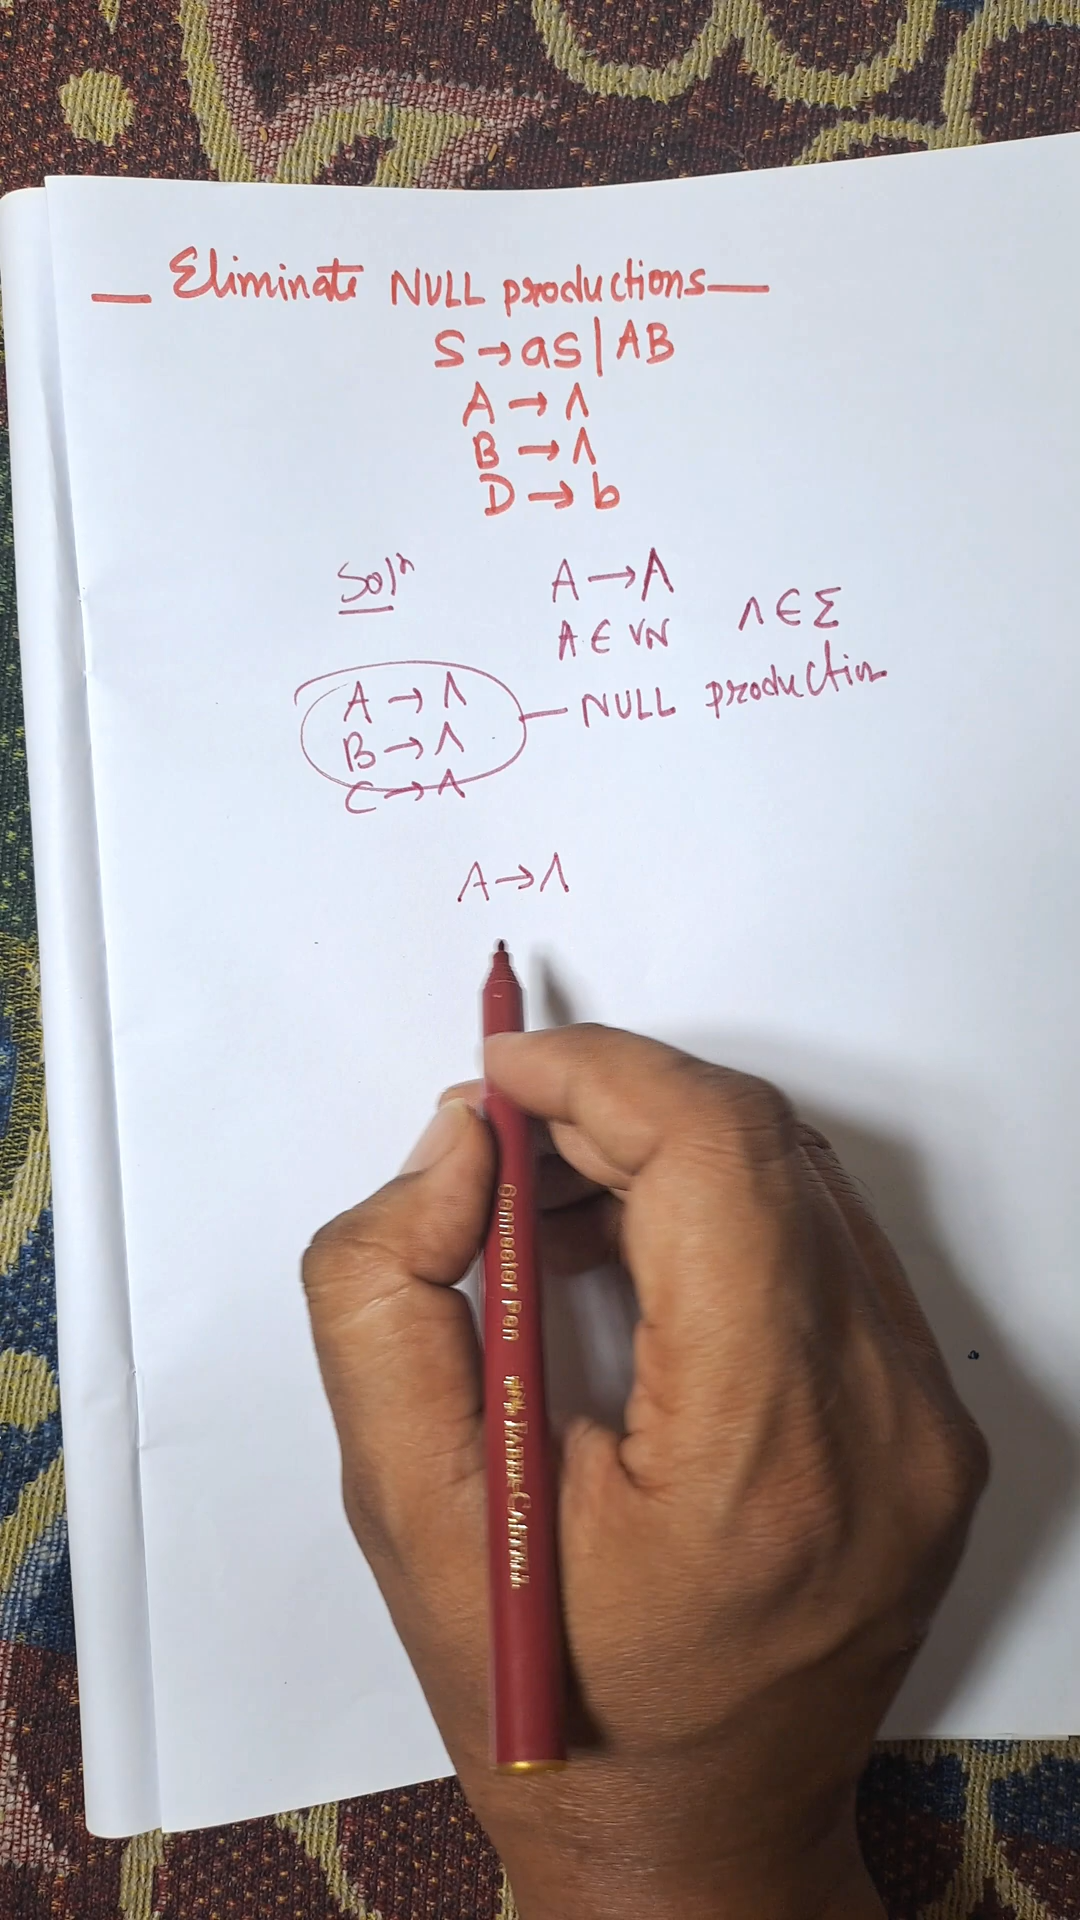 Eliminate NULL productions
S → aS | AB
A → Λ
B → Λ
D → b
Solⁿ
A → Λ
A ∈ VN Λ ∈ Σ
A → Λ
B → Λ — NULL production
C → Λ
A → Λ
Connector Pen FABER-CASTELL